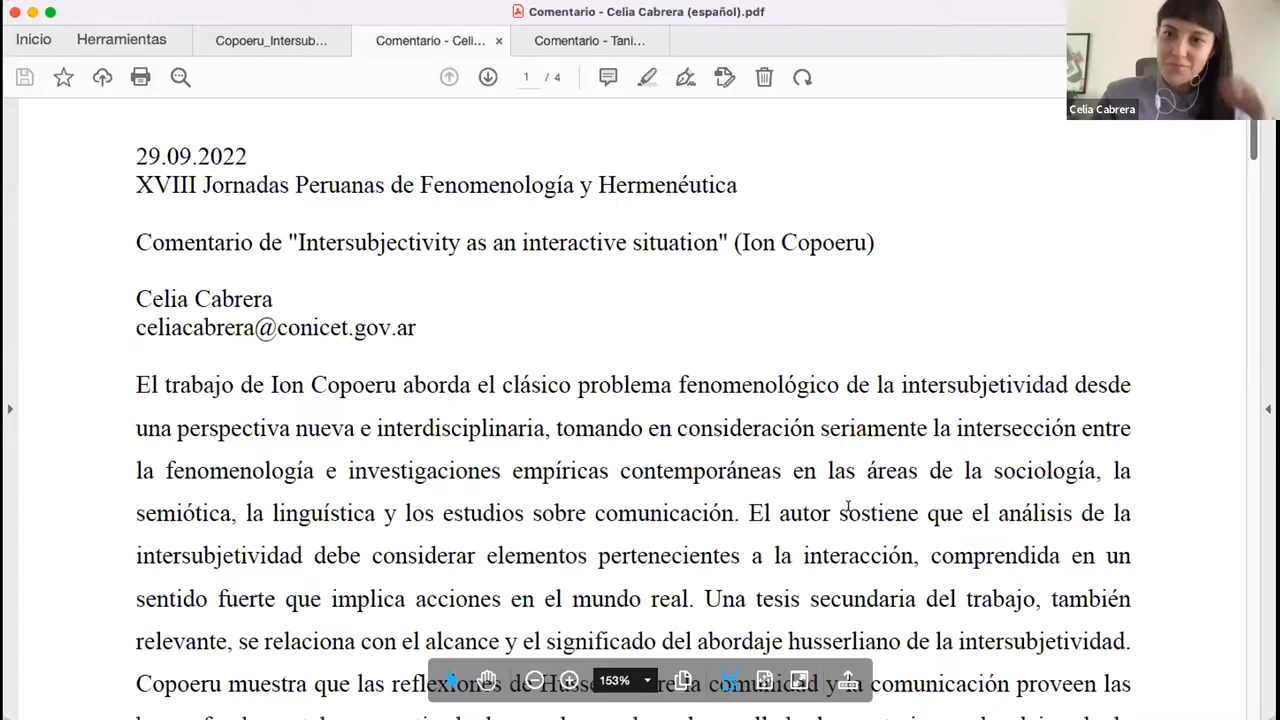 Comentario - Celia Cabrera (español).pdf
Inicio
Herramientas
Copoeru_Intersub...
Comentario - Celi...
Comentario - Tani...
1 / 4
Celia Cabrera
29.09.2022
XVIII Jornadas Peruanas de Fenomenología y Hermenéutica
Comentario de "Intersubjectivity as an interactive situation" (Ion Copoeru)
Celia Cabrera
celiacabrera@conicet.gov.ar
El trabajo de Ion Copoeru aborda el clásico problema fenomenológico de la intersubjetividad desde
una perspectiva nueva e interdisciplinaria, tomando en consideración seriamente la intersección entre
la fenomenología e investigaciones empíricas contemporáneas en las áreas de la sociología, la
semiótica, la linguística y los estudios sobre comunicación. El autor sostiene que el análisis de la
intersubjetividad debe considerar elementos pertenecientes a la interacción, comprendida en un
sentido fuerte que implica acciones en el mundo real. Una tesis secundaria del trabajo, también
relevante, se relaciona con el alcance y el significado del abordaje husserliano de la intersubjetividad.
Copoeru muestra que las reflexiones de comunidad y la comunicación proveen las
153%